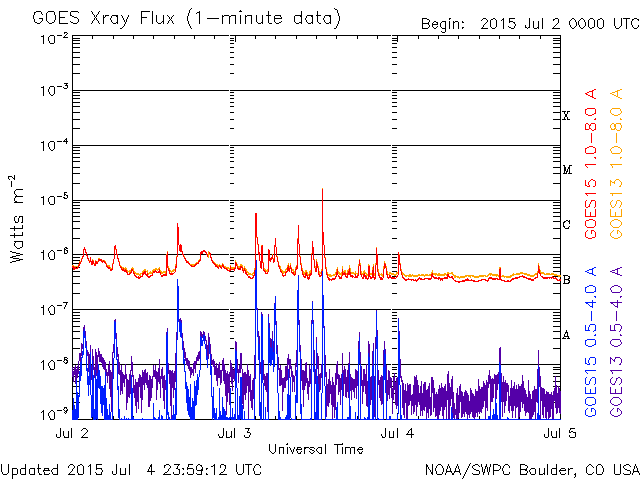 GOES Xray Flux (1-minute data)
Begin: 2015 Jul 2 0000 UTC
10-2
10-3
10-4
10-5
10-6
10-7
10-8
10-9
Watts m-2
X
M
C
B
A
GOES15 1.0-8.0 A
GOES13 1.0-8.0 A
GOES15 0.5-4.0 A
GOES13 0.5-4.0 A
Jul 2 Jul 3 Jul 4 Jul 5
Universal Time
Updated 2015 Jul 4 23:59:12 UTC
NOAA/SWPC Boulder, CO USA